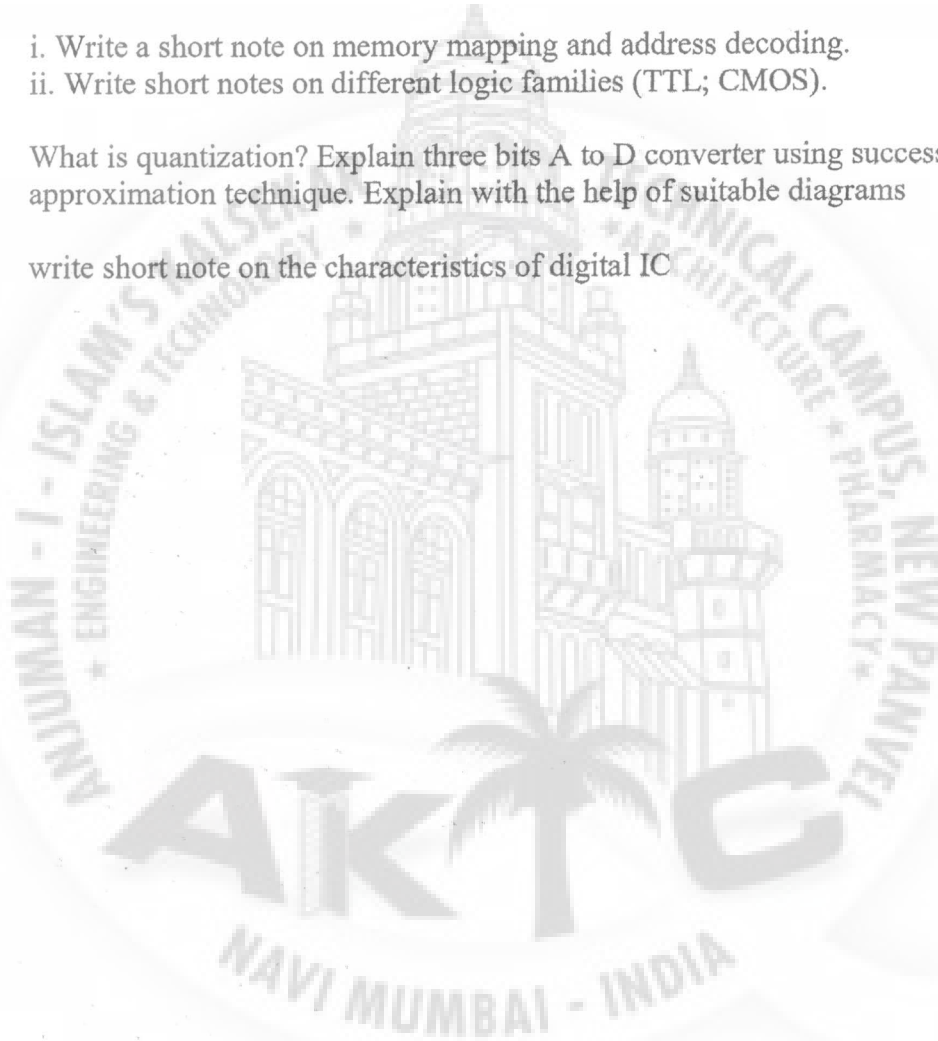 i. Write a short note on memory mapping and address decoding.
ii. Write short notes on different logic families (TTL; CMOS).
What is quantization? Explain three bits A to D converter using success
approximation technique. Explain with the help of suitable diagrams
write short note on the characteristics of digital IC
ANJUMAN - I - ISLAM'S KALSEKAR TECHNICAL CAMPUS, NEW PANVEL
* ENGINEERING & TECHNOLOGY * *ARCHITECTURE * PHARMACY*
AKTC
NAVI MUMBAI - INDIA